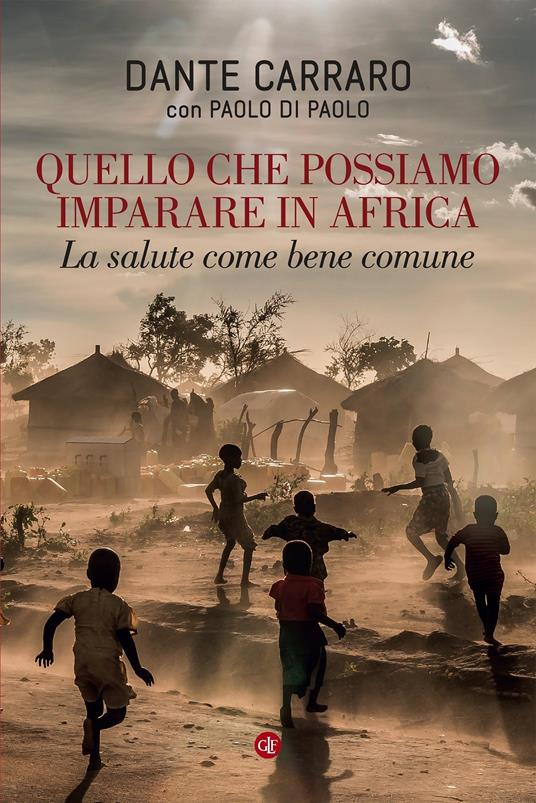 DANTE CARRARO
con PAOLO DI PAOLO
QUELLO CHE POSSIAMO
IMPARARE IN AFRICA
La salute come bene comune
GLF